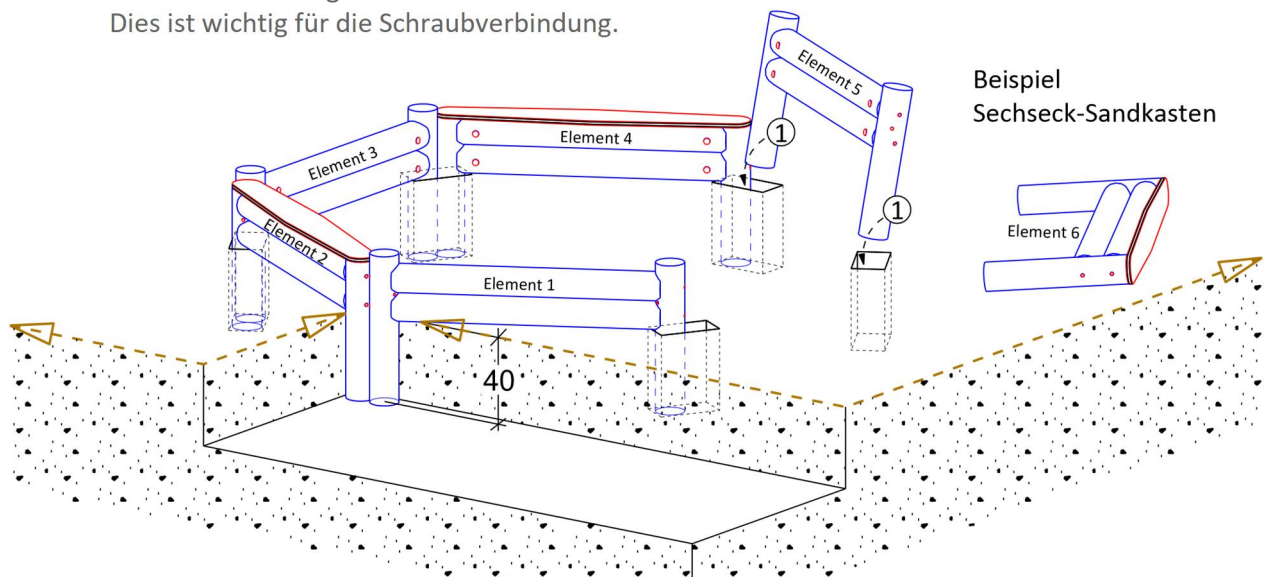 Dies ist wichtig für die Schraubverbindung.
Beispiel
Sechseck-Sandkasten
Element 5
1
Element 4
Element 3
1
Element 6
Element 2
Element 1
40